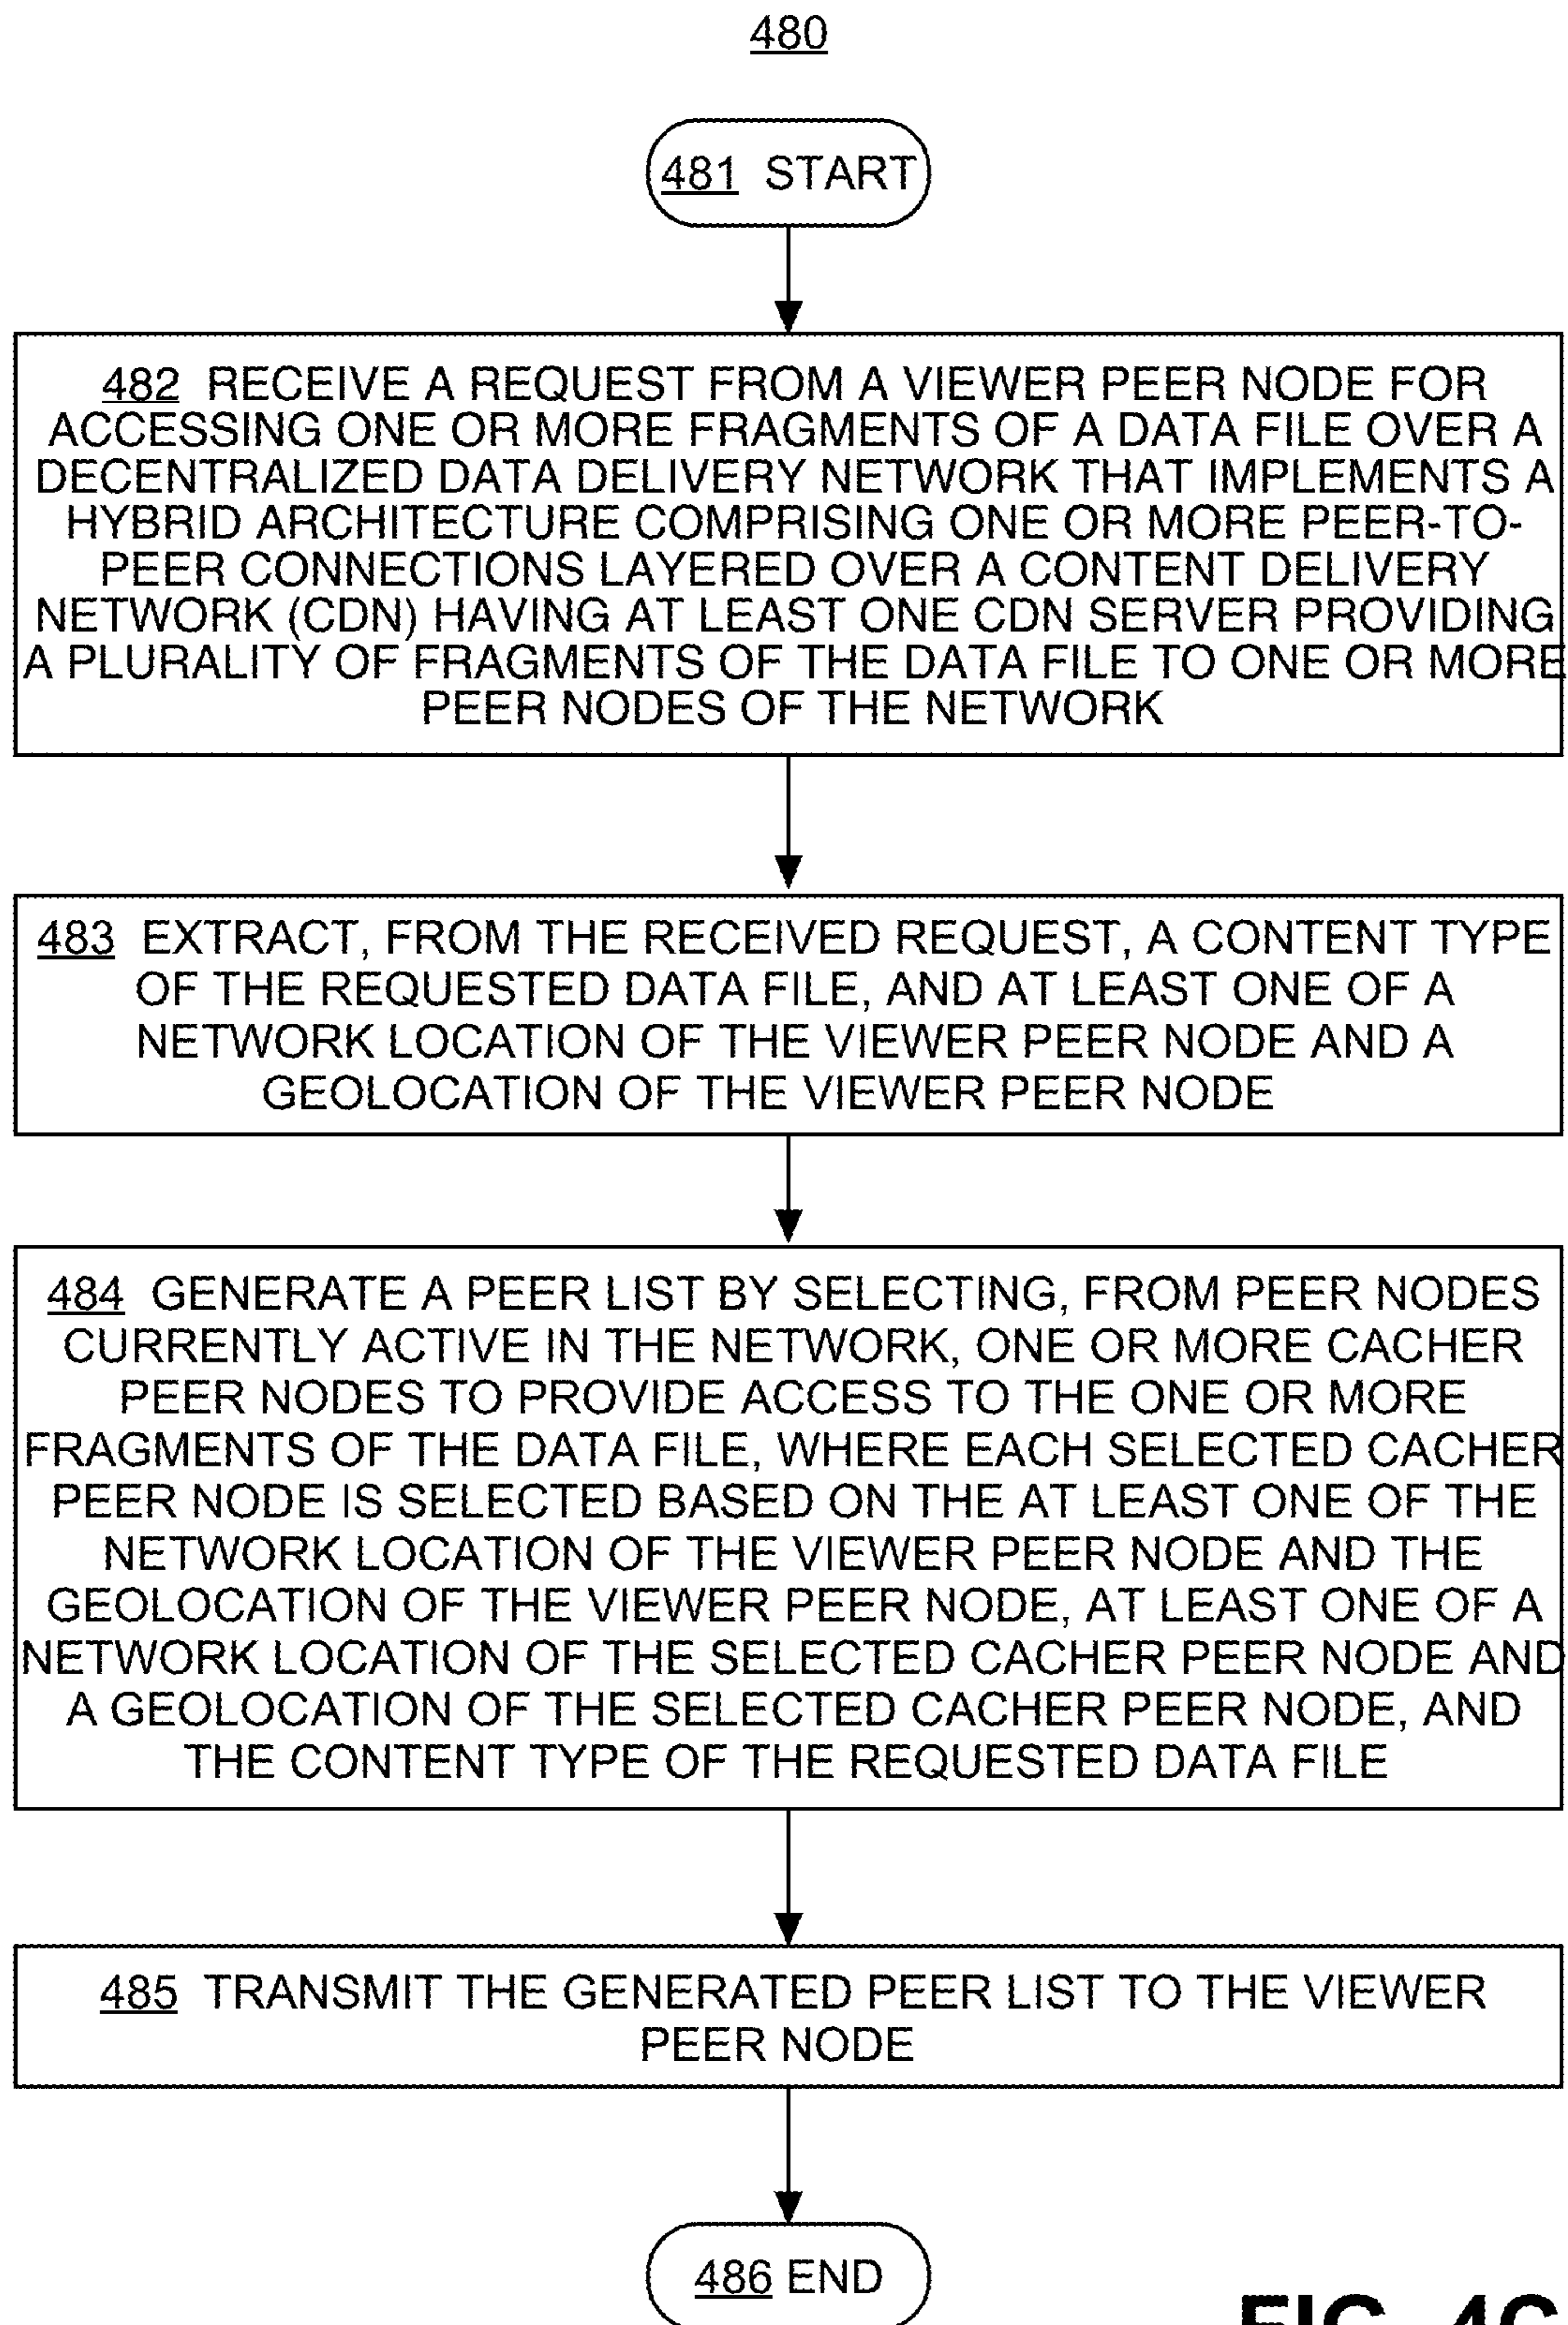 480
481 START
482 RECEIVE A REQUEST FROM A VIEWER PEER NODE FOR
ACCESSING ONE OR MORE FRAGMENTS OF A DATA FILE OVER A
DECENTRALIZED DATA DELIVERY NETWORK THAT IMPLEMENTS A
HYBRID ARCHITECTURE COMPRISING ONE OR MORE PEER-TO-
PEER CONNECTIONS LAYERED OVER A CONTENT DELIVERY
NETWORK (CDN) HAVING AT LEAST ONE CDN SERVER PROVIDING
A PLURALITY OF FRAGMENTS OF THE DATA FILE TO ONE OR MORE
PEER NODES OF THE NETWORK
483 EXTRACT, FROM THE RECEIVED REQUEST, A CONTENT TYPE
OF THE REQUESTED DATA FILE, AND AT LEAST ONE OF A
NETWORK LOCATION OF THE VIEWER PEER NODE AND A
GEOLOCATION OF THE VIEWER PEER NODE
484 GENERATE A PEER LIST BY SELECTING, FROM PEER NODES
CURRENTLY ACTIVE IN THE NETWORK, ONE OR MORE CACHER
PEER NODES TO PROVIDE ACCESS TO THE ONE OR MORE
FRAGMENTS OF THE DATA FILE, WHERE EACH SELECTED CACHER
PEER NODE IS SELECTED BASED ON THE AT LEAST ONE OF THE
NETWORK LOCATION OF THE VIEWER PEER NODE AND THE
GEOLOCATION OF THE VIEWER PEER NODE, AT LEAST ONE OF A
NETWORK LOCATION OF THE SELECTED CACHER PEER NODE AND
A GEOLOCATION OF THE SELECTED CACHER PEER NODE, AND
THE CONTENT TYPE OF THE REQUESTED DATA FILE
485 TRANSMIT THE GENERATED PEER LIST TO THE VIEWER
PEER NODE
486 END